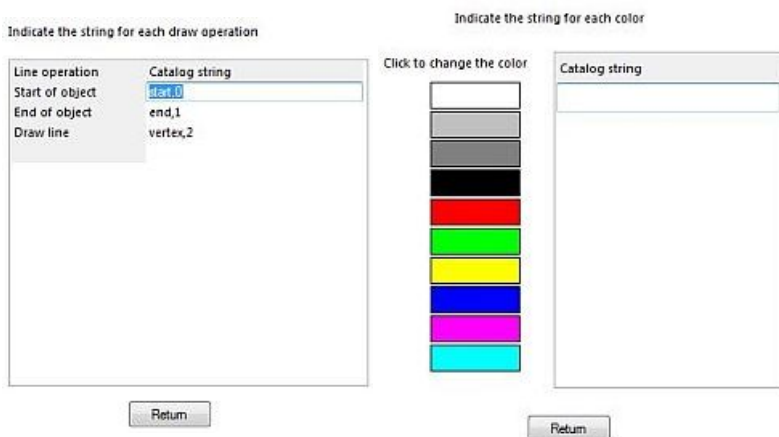 Indicate the string for each draw operation
Line operation Catalog string
Start of object start,0
End of object end,1
Draw line vertex,2
Return
Indicate the string for each color
Click to change the color
Catalog string
Return